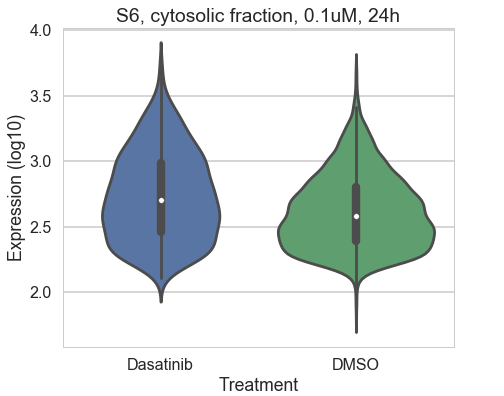 S6, cytosolic fraction, 0.1uM, 24h
4.0
3.5
3.0
2.5
2.0
Expression (log10)
Dasatinib
DMSO
Treatment